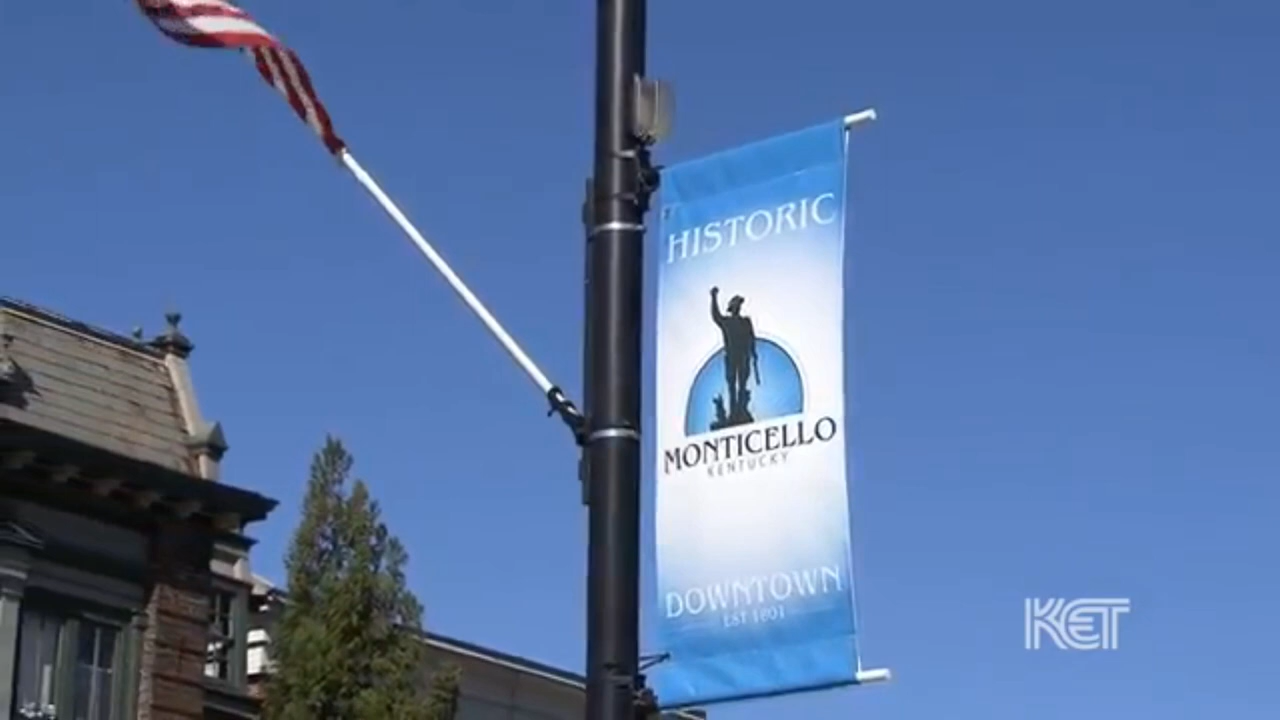 HISTORIC
MONTICELLO
KENTUCKY
DOWNTOWN
EST 1801
KET